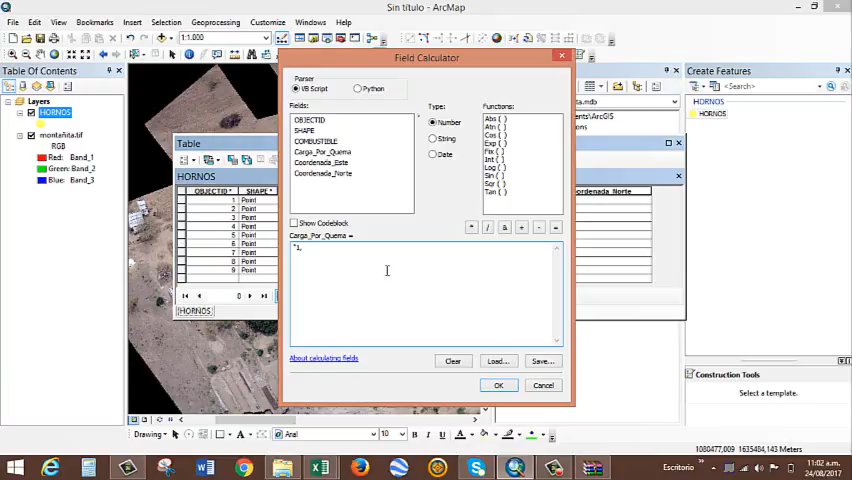 Sin título - ArcMap
File Edit View Bookmarks Insert Selection Geoprocessing Customize Windows Help
1:1.000
Table Of Contents
Layers
HORNOS
montañita.tif
RGB
Red: Band_1
Green: Band_2
Blue: Band_3
Table
HORNOS
OBJECTID * SHAPE *
1 Point
2 Point
3 Point
4 Point
5 Point
6 Point
7 Point
8 Point
9 Point
0
HORNOS
Field Calculator
Parser
VB Script Python
Fields:
OBJECTID
SHAPE
COMBUSTIBLE
Carga_Por_Quema
Coordenada_Este
Coordenada_Norte
Type:
Number
String
Date
Functions:
Abs ( )
Atn ( )
Cos ( )
Exp ( )
Fix ( )
Int ( )
Log ( )
Sin ( )
Sqr ( )
Tan ( )
Show Codeblock
* / & + - =
Carga_Por_Quema =
"1,
About calculating fields
Clear Load... Save...
OK Cancel
Create Features
<Search>
HORNOS
HORNOS
Construction Tools
Select a template.
Drawing Arial 10 B I U A
1080477,009 1635484,143 Meters
Escritorio
11:02 a.m.
24/08/2017